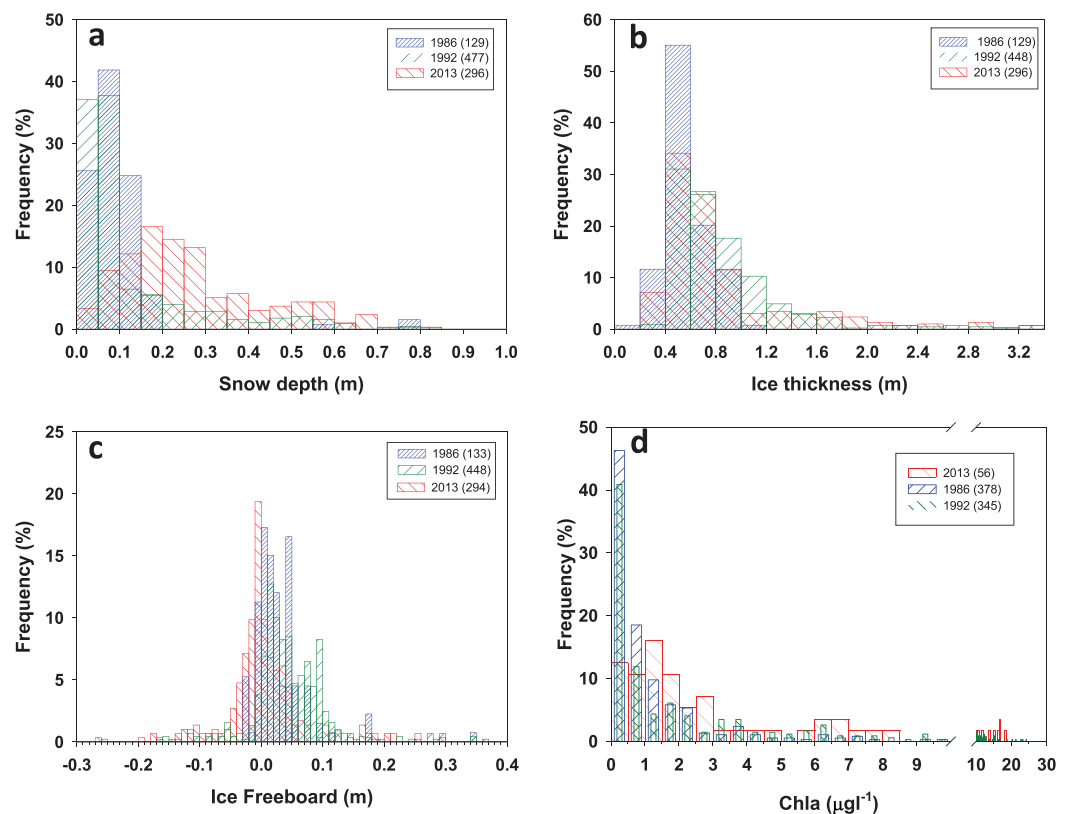 a
50
40
30
20
10
0
Frequency (%)
1986 (129)
1992 (477)
2013 (296)
0.0 0.1 0.2 0.3 0.4 0.5 0.6 0.7 0.8 0.9 1.0
Snow depth (m)
b
60
50
40
30
20
10
0
Frequency (%)
1986 (129)
1992 (448)
2013 (296)
0.0 0.4 0.8 1.2 1.6 2.0 2.4 2.8 3.2
Ice thickness (m)
c
25
20
15
10
5
0
Frequency (%)
1986 (133)
1992 (448)
2013 (294)
-0.3 -0.2 -0.1 0.0 0.1 0.2 0.3 0.4
Ice Freeboard (m)
d
50
40
30
20
10
0
Frequency (%)
2013 (56)
1986 (378)
1992 (345)
0 1 2 3 4 5 6 7 8 9 10 20 30
Chla (μgl⁻¹)